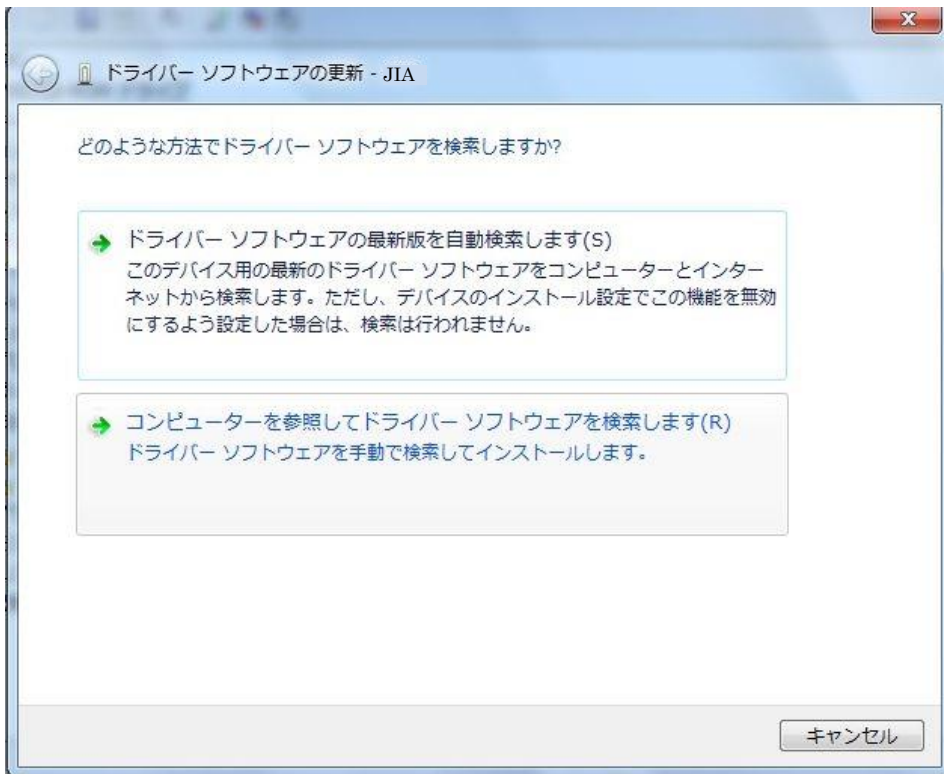 ドライバー ソフトウェアの更新 - JIA
どのような方法でドライバー ソフトウェアを検索しますか?
ドライバー ソフトウェアの最新版を自動検索します(S)
このデバイス用の最新のドライバー ソフトウェアをコンピューターとインター
ネットから検索します。ただし、デバイスのインストール設定でこの機能を無効
にするよう設定した場合は、検索は行われません。
コンピューターを参照してドライバー ソフトウェアを検索します(R)
ドライバー ソフトウェアを手動で検索してインストールします。
キャンセル